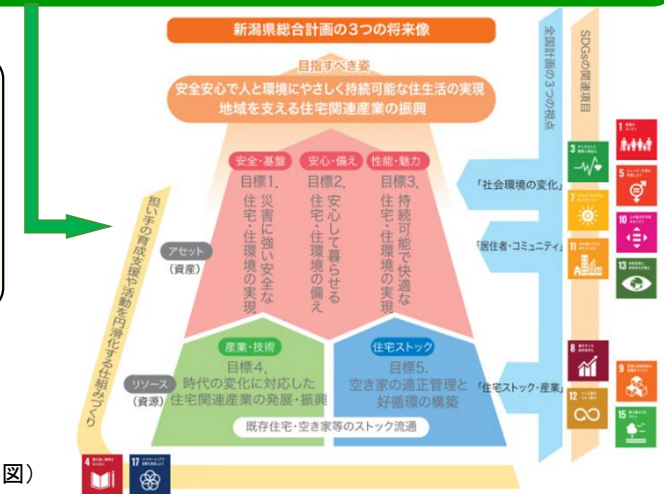 新潟県総合計画の3つの将来像
目指すべき姿
安全安心で人と環境にやさしく持続可能な住生活の実現
地域を支える住宅関連産業の振興
全国計画の3つの視点
SDGsの関連項目
安全・基盤
目標1.
災害に強い安全な
住宅・住環境の実現
安心・備え
目標2.
安心して暮らせる
住宅・住環境の備え
性能・魅力
目標3.
持続可能で快適な
住宅・住環境の実現
アセット
(資産)
担い手の育成支援や活動を円滑化する仕組みづくり
「社会環境の変化」
「居住者・コミュニティ」
「住宅ストック・産業」
産業・技術
目標4.
時代の変化に対応した
住宅関連産業の発展・振興
住宅ストック
目標5.
空き家の適正管理と
好循環の構築
リソース
(資源)
既存住宅・空き家等のストック流通
1
3
5
7
10
11
13
8
9
12
15
4
17
図）